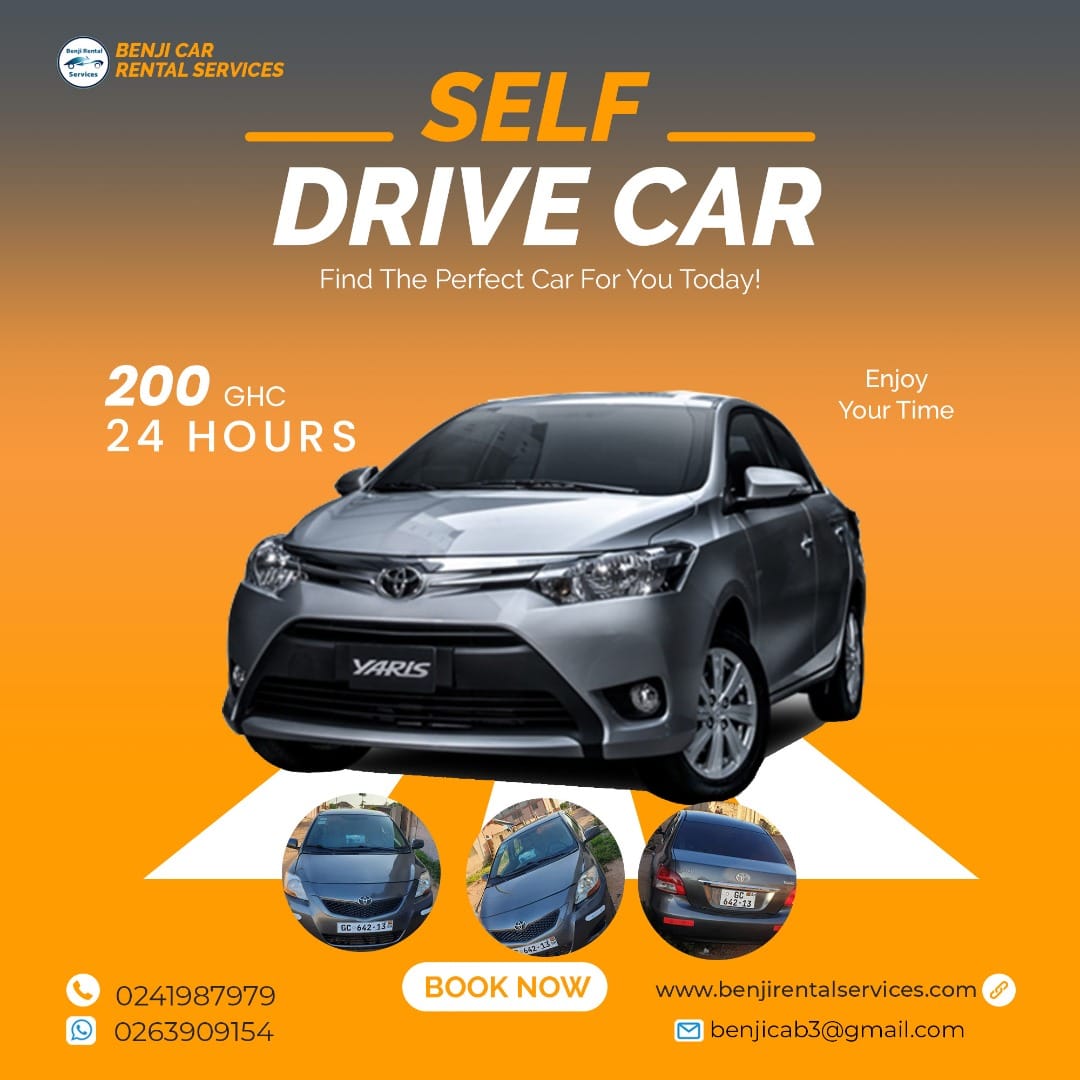 Benji Rental
Services
BENJI CAR
RENTAL SERVICES
SELF
DRIVE CAR
Find The Perfect Car For You Today!
200 GHC
24 HOURS
Enjoy
Your Time
YARIS
GC 642-13
642-13
GC
642-13
BOOK NOW
0241987979
0263909154
www.benjirentalservices.com
benjicab3@gmail.com